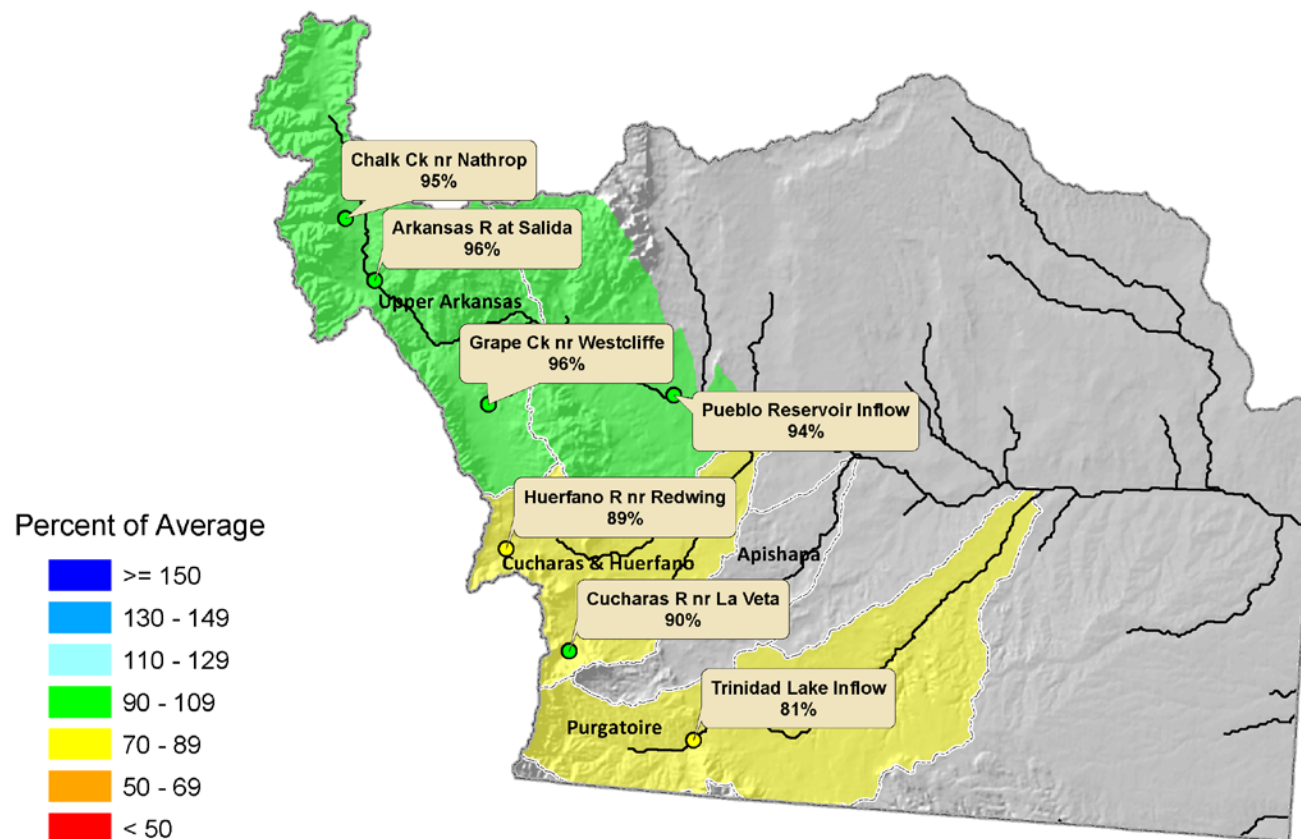 Chalk Ck nr Nathrop
95%
Arkansas R at Salida
96%
Upper Arkansas
Grape Ck nr Westcliffe
96%
Pueblo Reservoir Inflow
94%
Huerfano R nr Redwing
89%
Cucharas & Huerfano
Apishapa
Cucharas R nr La Veta
90%
Trinidad Lake Inflow
81%
Purgatoire
Percent of Average
>= 150
130 - 149
110 - 129
90 - 109
70 - 89
50 - 69
< 50